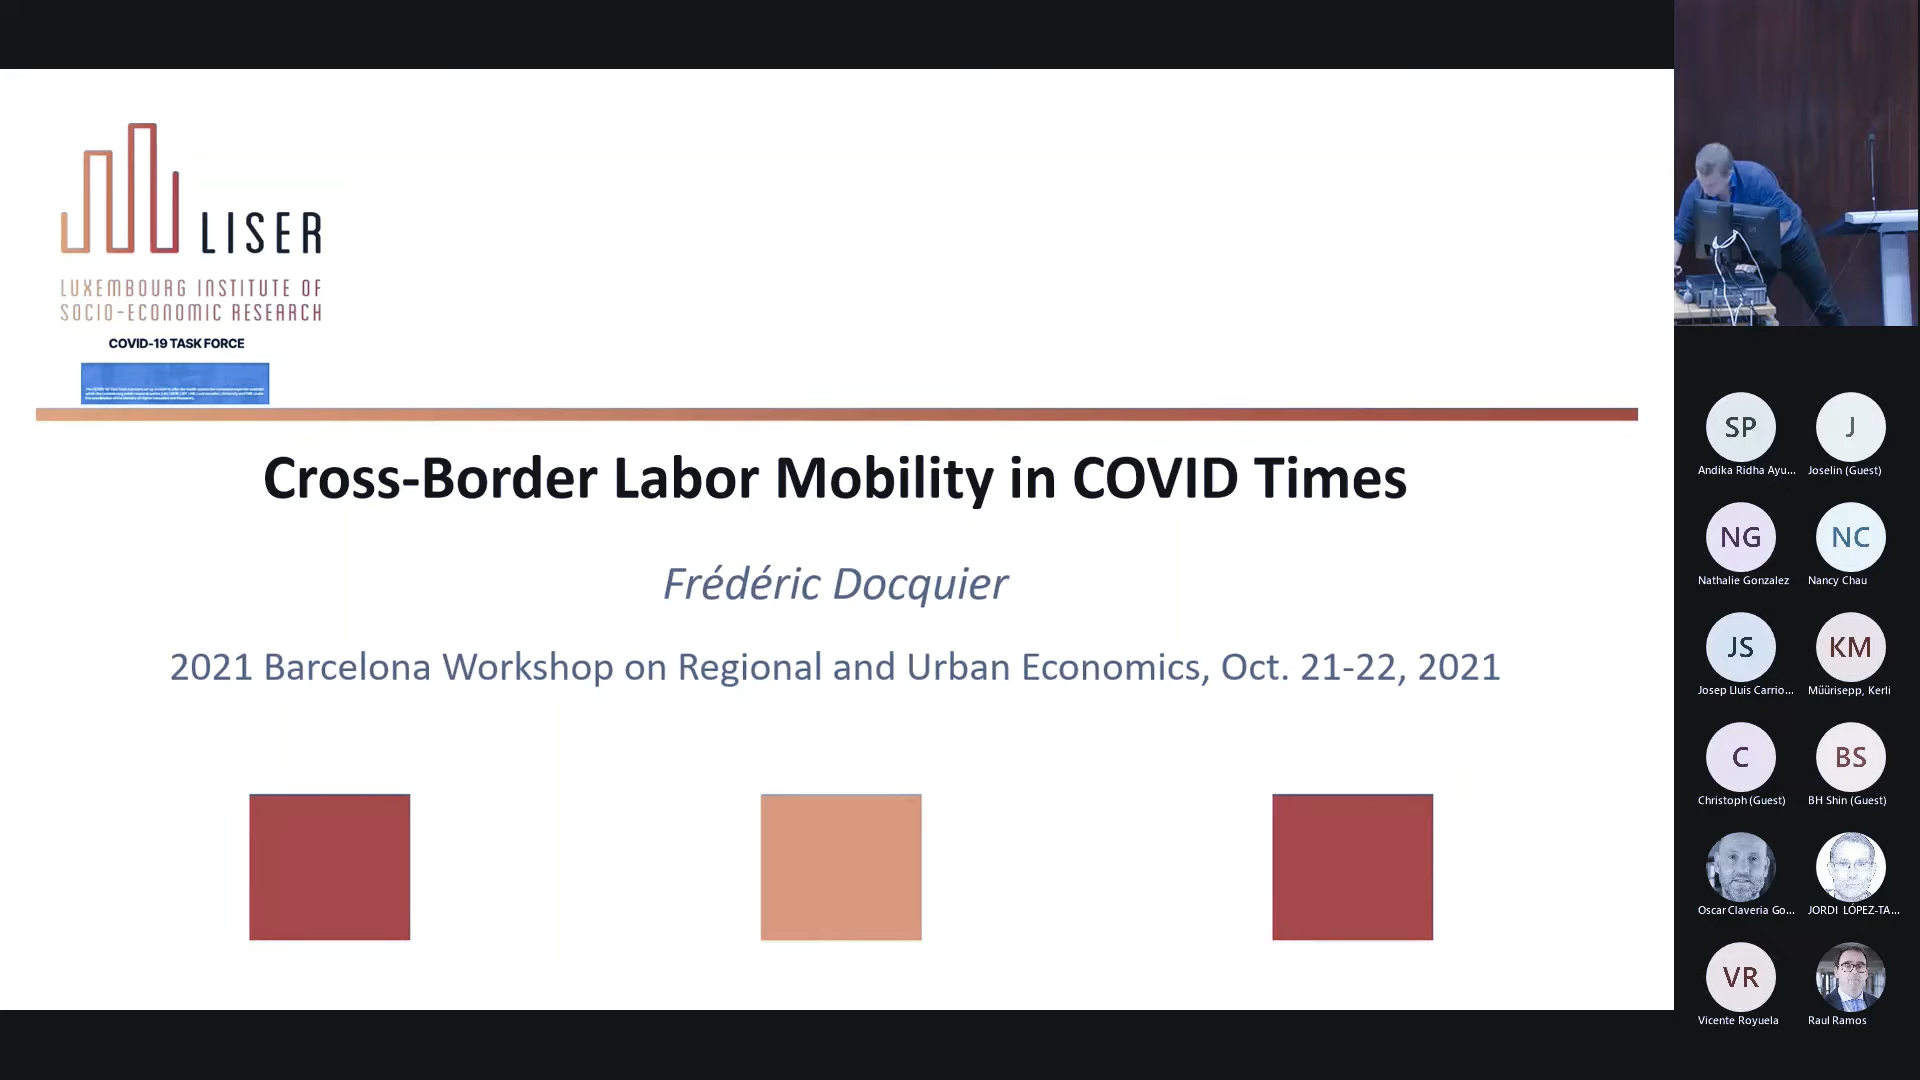 LISER
LUXEMBOURG INSTITUTE OF
SOCIO-ECONOMIC RESEARCH
COVID-19 TASK FORCE
Cross-Border Labor Mobility in COVID Times
Frédéric Docquier
2021 Barcelona Workshop on Regional and Urban Economics, Oct. 21-22, 2021
SP
J
Andika Ridha Ayu...
Joselin (Guest)
NG
NC
Nathalie Gonzalez
Nancy Chau
JS
KM
Josep Lluis Carrio...
Müürisepp, Kerli
C
BS
Christoph (Guest)
BH Shin (Guest)
Oscar Claveria Go...
JORDI LÓPEZ-TA...
VR
Vicente Royuela
Raul Ramos